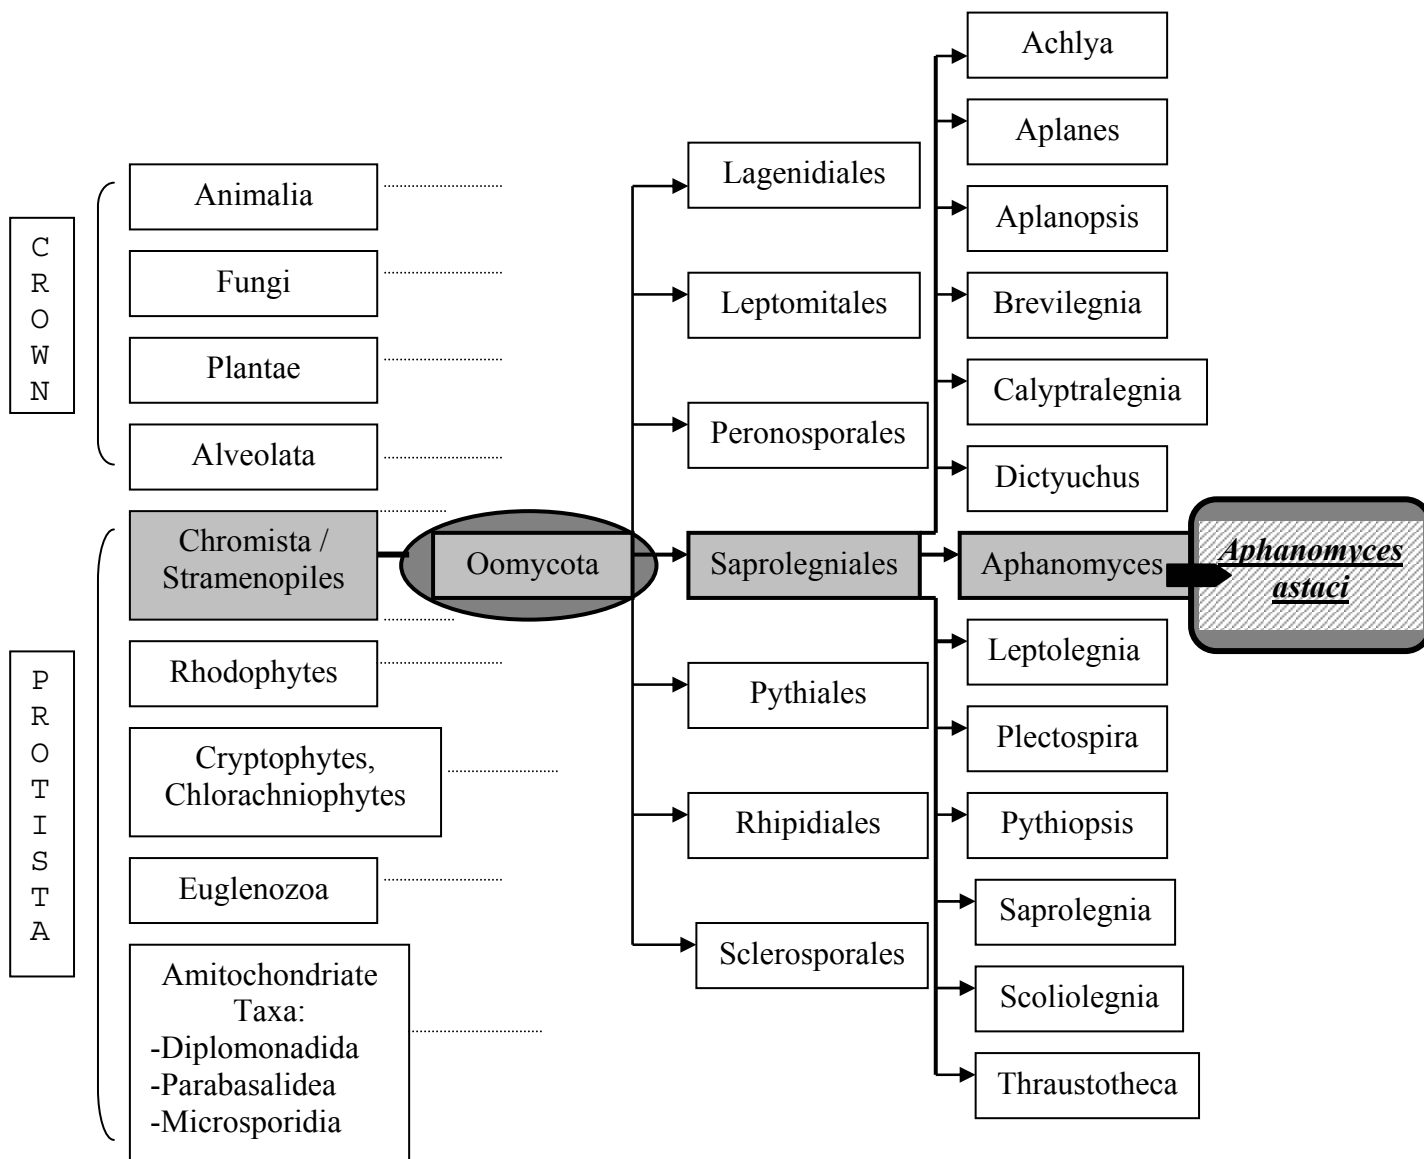 C
R
O
W
N
Animalia
Fungi
Plantae
Alveolata
P
R
O
T
I
S
T
A
Chromista /
Stramenopiles
Rhodophytes
Cryptophytes,
Chlorachniophytes
Euglenozoa
Amitochondriate
Taxa:
-Diplomonadida
-Parabasalidea
-Microsporidia
Oomycota
Lagenidiales
Leptomitales
Peronosporales
Saprolegniales
Pythiales
Rhipidiales
Sclerosporales
Achlya
Aplanes
Aplanopsis
Brevilegnia
Calyptralegnia
Dictyuchus
Aphanomyces
Leptolegnia
Plectospira
Pythiopsis
Saprolegnia
Scoliolegnia
Thraustotheca
Aphanomyces
astaci